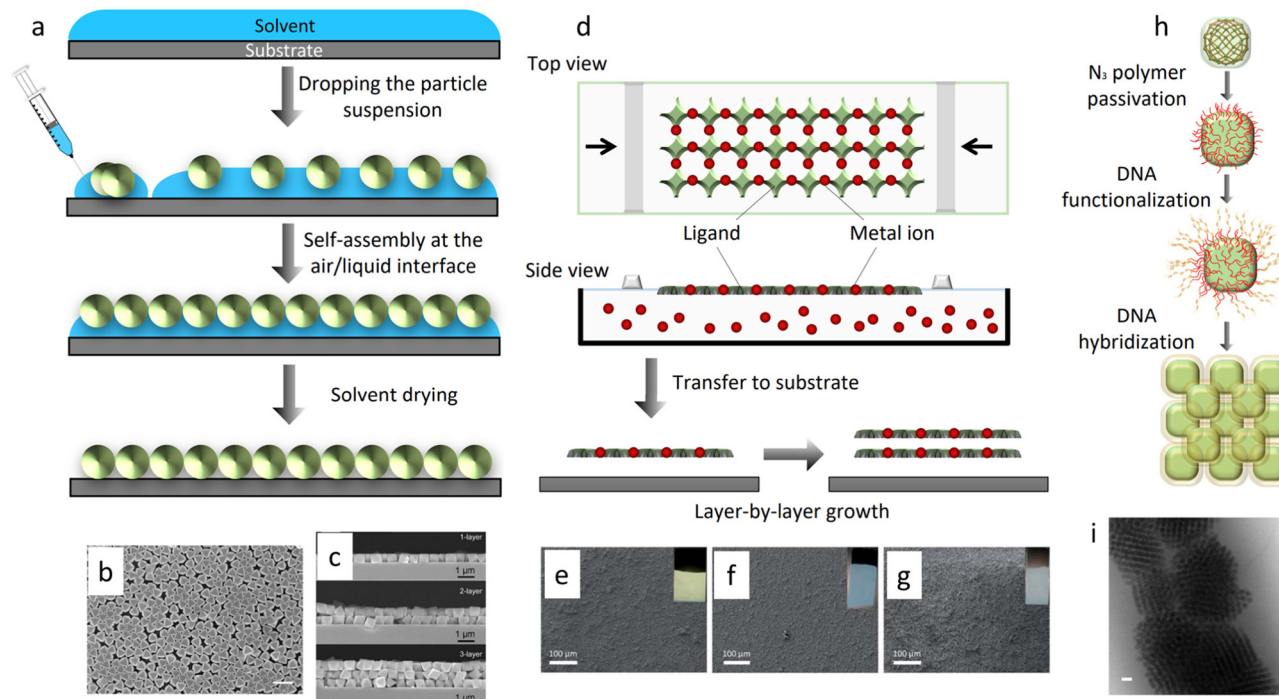 a
Solvent
Substrate
Dropping the particle
suspension
Self-assembly at the
air/liquid interface
Solvent drying
b
c
1-layer
1 µm
2-layer
1 µm
3-layer
1 µm
d
Top view
Ligand
Metal ion
Side view
Transfer to substrate
Layer-by-layer growth
e
100 µm
f
100 µm
g
100 µm
h
N₃ polymer
passivation
DNA
functionalization
DNA
hybridization
i